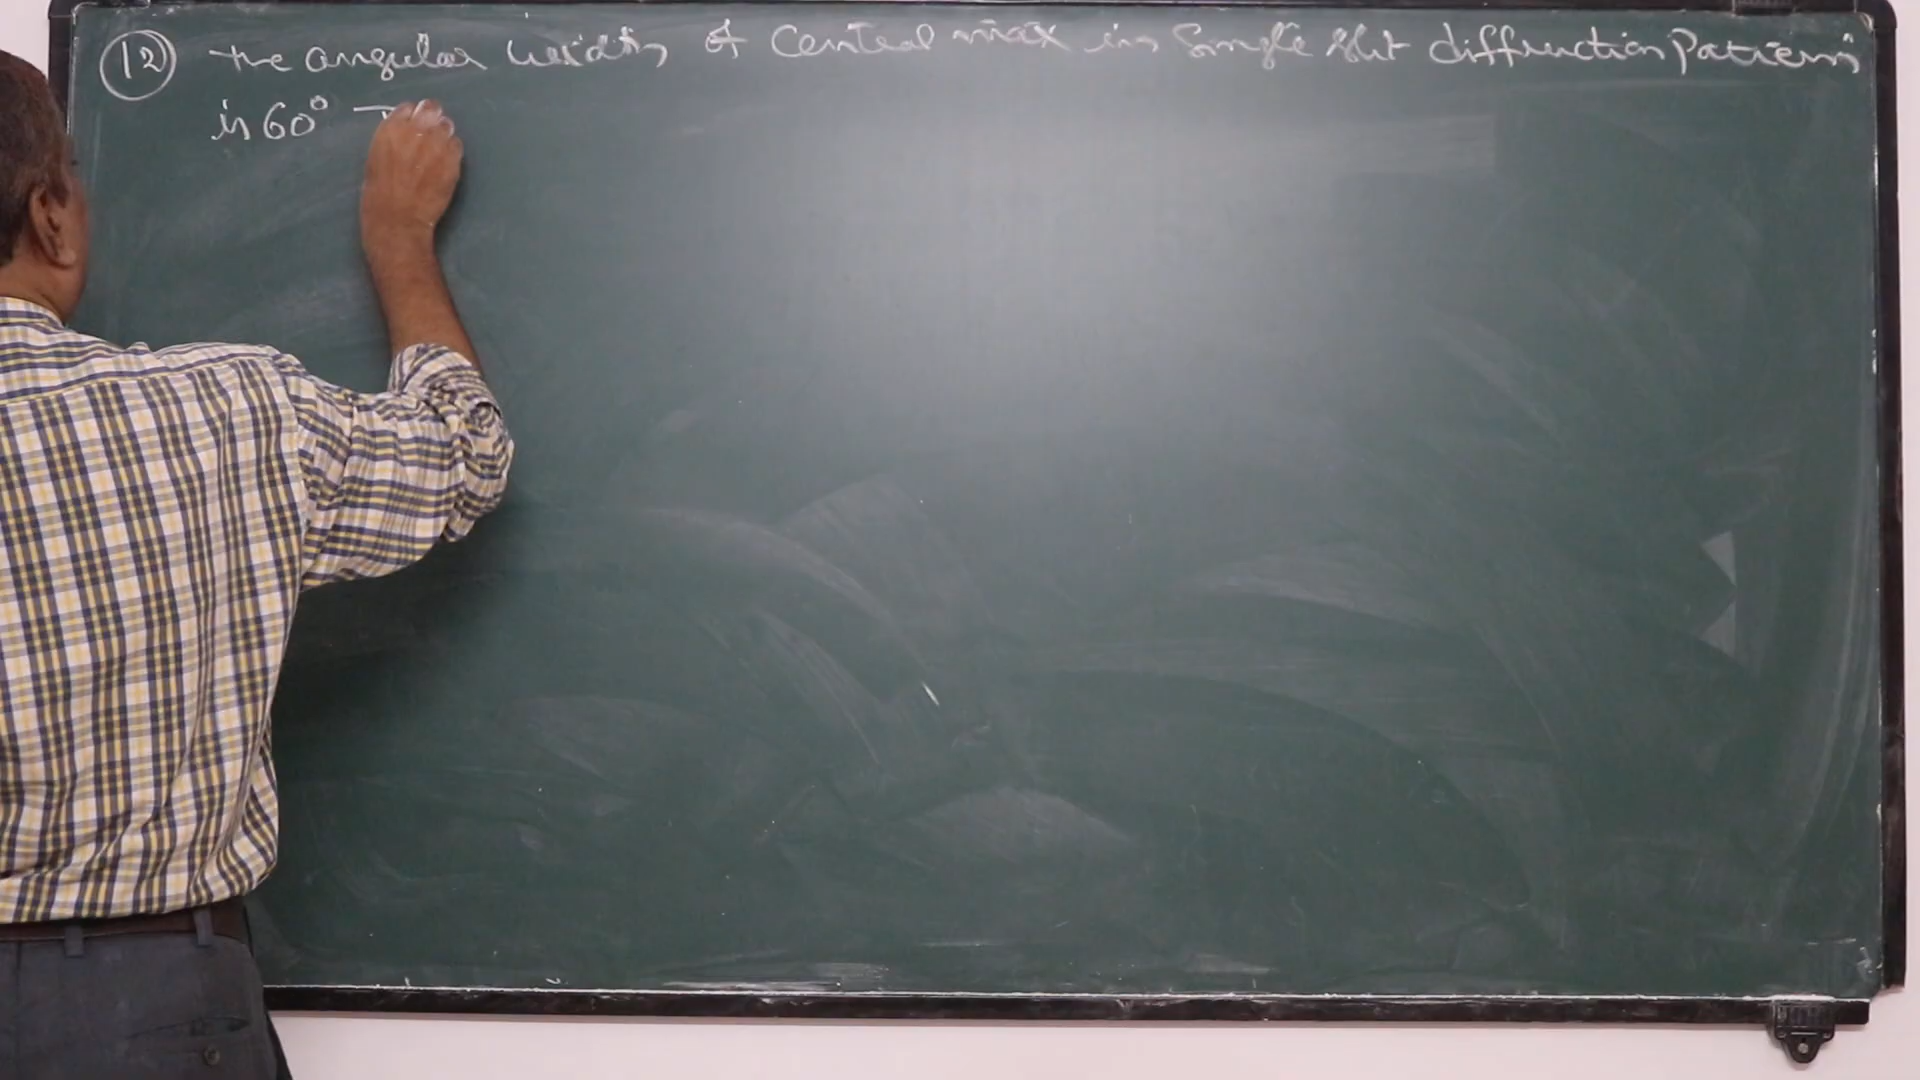 (12) The angular width of central max in single slit diffraction pattern
is 60°